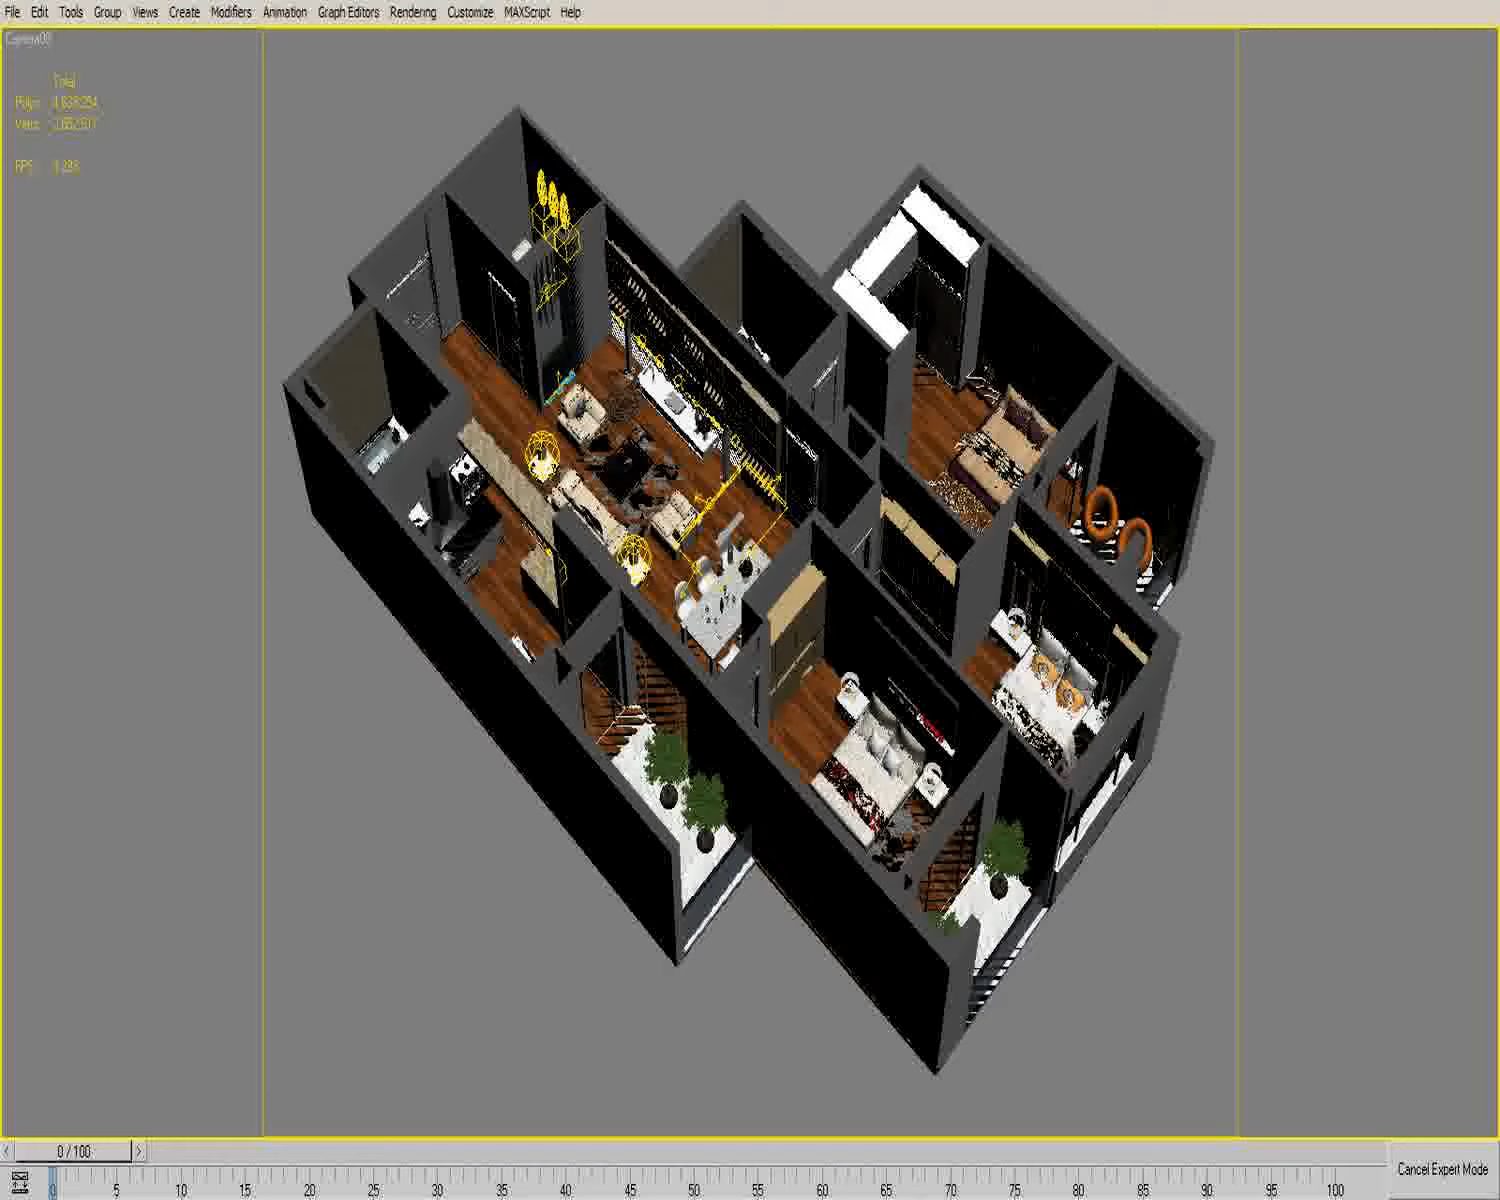 File Edit Tools Group Views Create Modifiers Animation Graph Editors Rendering Customize MAXScript Help
Total
Polys:
Verts:
FPS:
0 / 100
0 5 10 15 20 25 30 35 40 45 50 55 60 65 70 75 80 85 90 95 100
Cancel Expert Mode